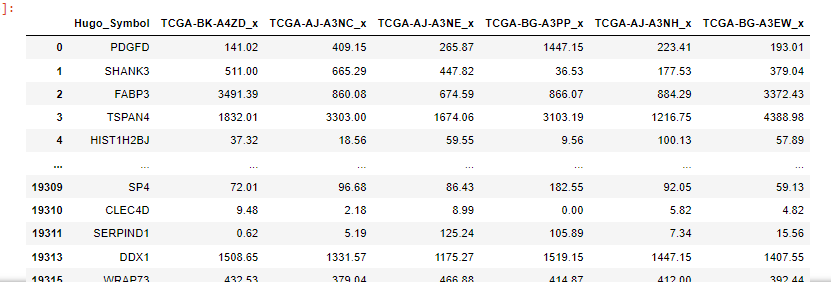 ]:
Hugo_Symbol TCGA-BK-A4ZD_x TCGA-AJ-A3NC_x TCGA-AJ-A3NE_x TCGA-BG-A3PP_x TCGA-AJ-A3NH_x TCGA-BG-A3EW_x
0 PDGFD 141.02 409.15 265.87 1447.15 223.41 193.01
1 SHANK3 511.00 665.29 447.82 36.53 177.53 379.04
2 FABP3 3491.39 860.08 674.59 866.07 884.29 3372.43
3 TSPAN4 1832.01 3303.00 1674.06 3103.19 1216.75 4388.98
4 HIST1H2BJ 37.32 18.56 59.55 9.56 100.13 57.89
... ... ... ... ... ... ... ...
19309 SP4 72.01 96.68 86.43 182.55 92.05 59.13
19310 CLEC4D 9.48 2.18 8.99 0.00 5.82 4.82
19311 SERPIND1 0.62 5.19 125.24 105.89 7.34 15.56
19313 DDX1 1508.65 1331.57 1175.27 1519.15 1447.15 1407.55
19315 WRAP73 432.53 379.04 466.88 414.87 412.00 392.44